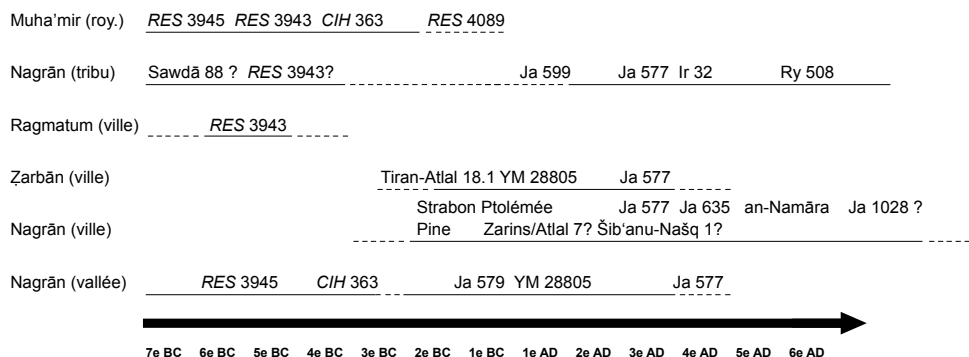 Muha’mir (roy.) RES 3945 RES 3943 CIH 363 RES 4089
Nagrān (tribu) Sawdā 88 ? RES 3943? Ja 599 Ja 577 Ir 32 Ry 508
Ragmatum (ville) RES 3943
Ẓarbān (ville) Tiran-Atlal 18.1 YM 28805 Ja 577
Strabon Ptolémée Ja 577 Ja 635 an-Namāra Ja 1028 ?
Nagrān (ville) Pine Zarins/Atlal 7? Šib‘anu-Našq 1?
Nagrān (vallée) RES 3945 CIH 363 Ja 579 YM 28805 Ja 577
7e BC 6e BC 5e BC 4e BC 3e BC 2e BC 1e BC 1e AD 2e AD 3e AD 4e AD 5e AD 6e AD